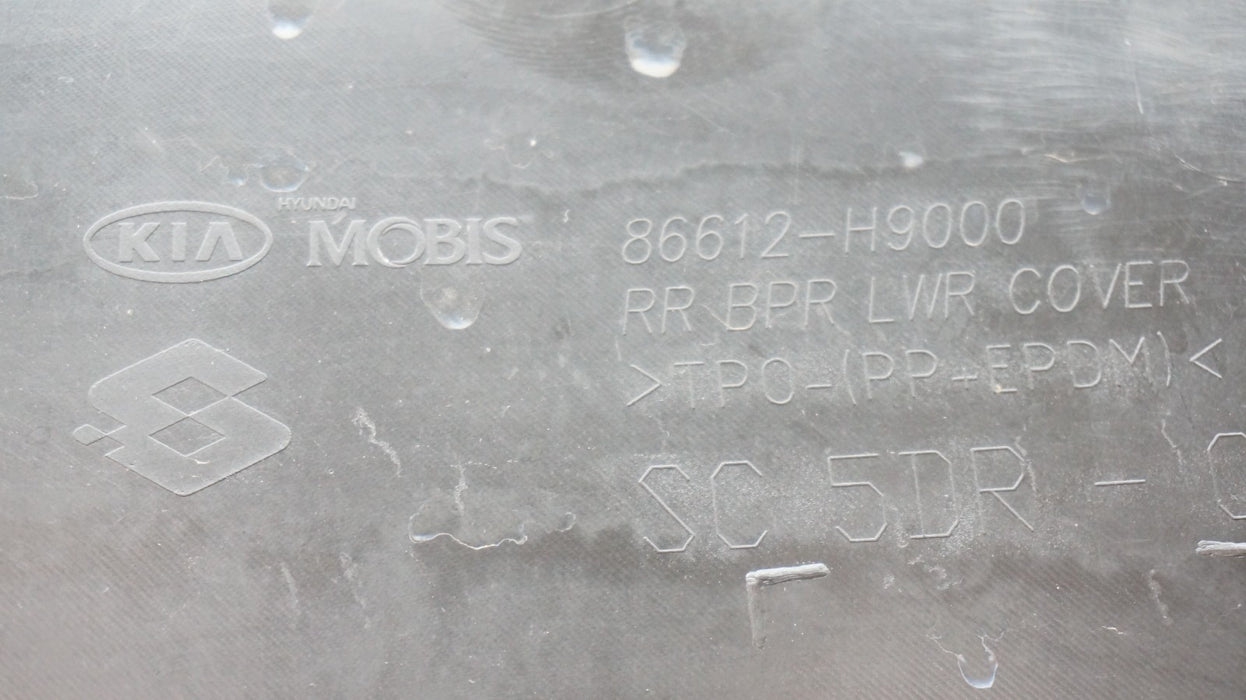 KIA
HYUNDAI
MOBIS
86612-H9000
RR BPR LWR COVER
>TPO-(PP+EPDM)<
SC 5DR -